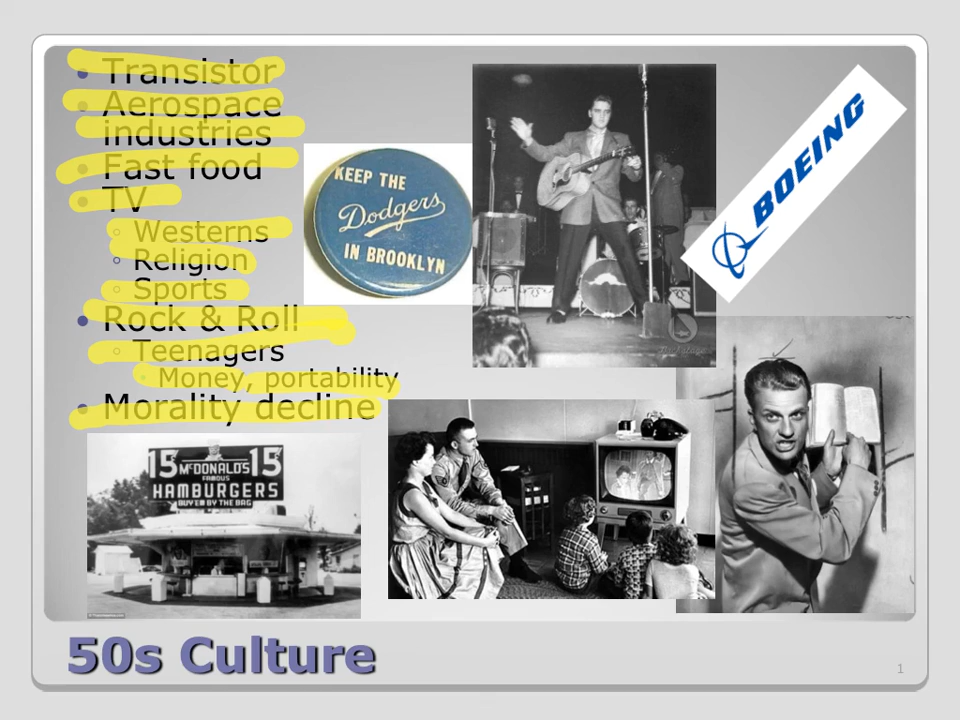 Transistor
Aerospace
industries
Fast food
TV
Westerns
Religion
Sports
Rock & Roll
Teenagers
Money, portability
Morality decline
KEEP THE
Dodgers
IN BROOKLYN
BOEING
15 McDONALD'S 15
FAMOUS
HAMBURGERS
BUY 'EM BY THE BAG
50s Culture
1